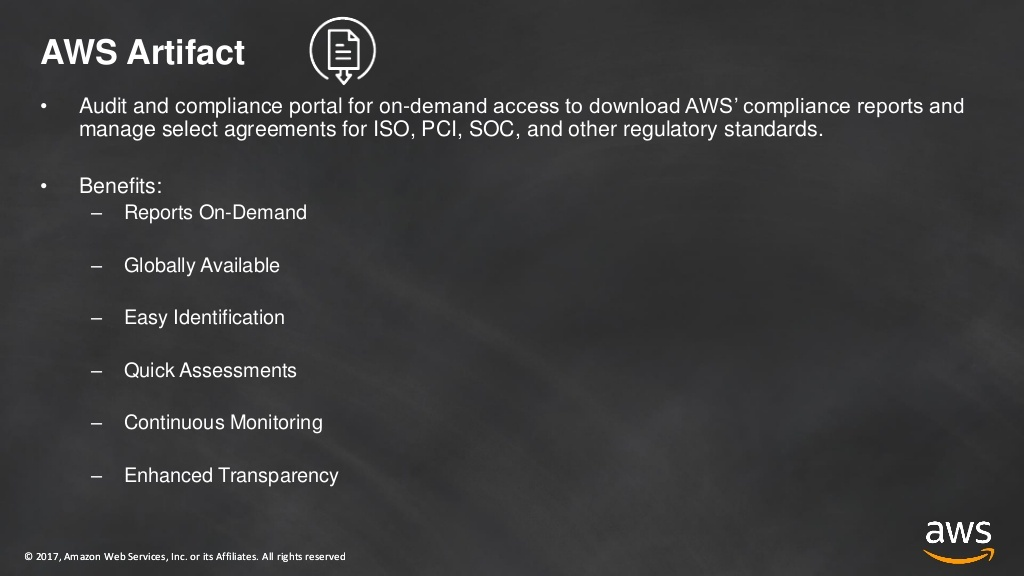 AWS Artifact
• Audit and compliance portal for on-demand access to download AWS’ compliance reports and
manage select agreements for ISO, PCI, SOC, and other regulatory standards.
• Benefits:
– Reports On-Demand
– Globally Available
– Easy Identification
– Quick Assessments
– Continuous Monitoring
– Enhanced Transparency
© 2017, Amazon Web Services, Inc. or its Affiliates. All rights reserved
aws